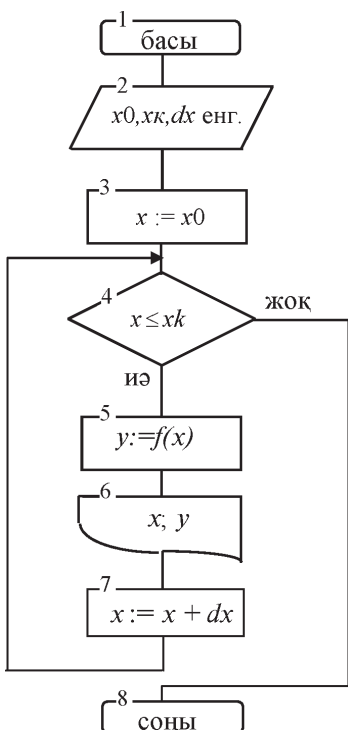 1
басы
2
x0,xк,dx енг.
3
x := x0
4
x ≤ xk
жоқ
иә
5
y:=f(x)
6
x; y
7
x := x + dx
8
соны